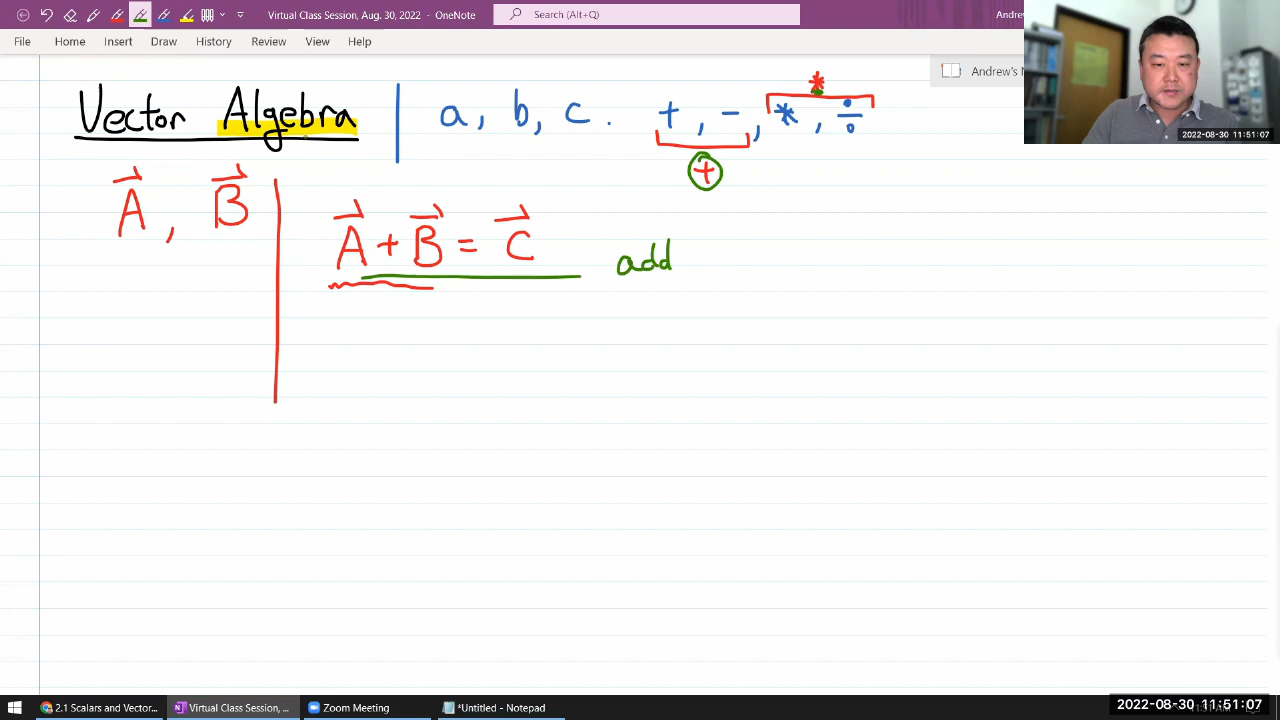 Virtual Class Session, Aug. 30, 2022 - OneNote
Search (Alt+Q)
Andrew
File Home Insert Draw History Review View Help
Andrew's N
2022-08-30 11:51:07
Vector Algebra
a, b, c. +, -, *, ÷
*
+
A⃗, B⃗
A⃗ + B⃗ = C⃗
add
2.1 Scalars and Vector...
Virtual Class Session, ...
Zoom Meeting
*Untitled - Notepad
2022-08-30 11:51:07